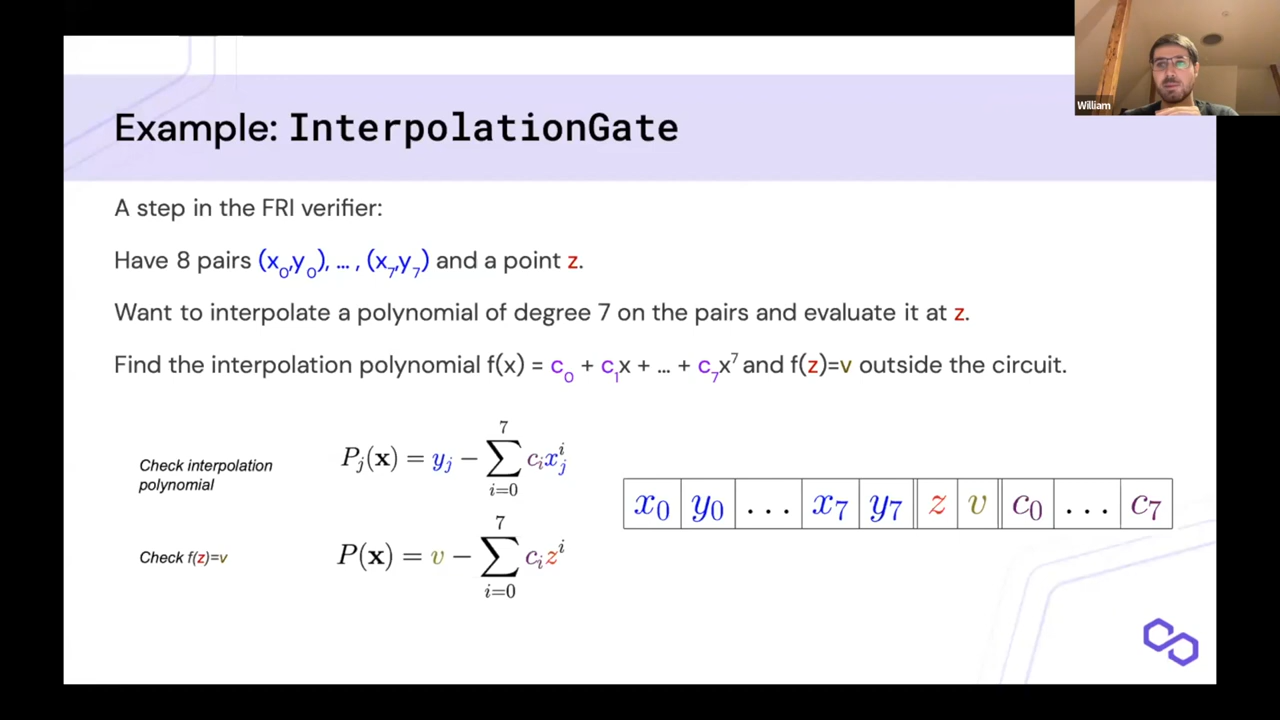 William
Example: InterpolationGate
A step in the FRI verifier:
Have 8 pairs (x₀,y₀), … , (x₇,y₇) and a point z.
Want to interpolate a polynomial of degree 7 on the pairs and evaluate it at z.
Find the interpolation polynomial f(x) = c₀ + c₁x + … + c₇x⁷ and f(z)=v outside the circuit.
Check interpolation
polynomial
P_j(𝐱) = y_j − ∑_{i=0}^{7} c_i x_j^i
Check f(z)=v
P(𝐱) = v − ∑_{i=0}^{7} c_i z^i
x₀ y₀ ... x₇ y₇ z v c₀ ... c₇